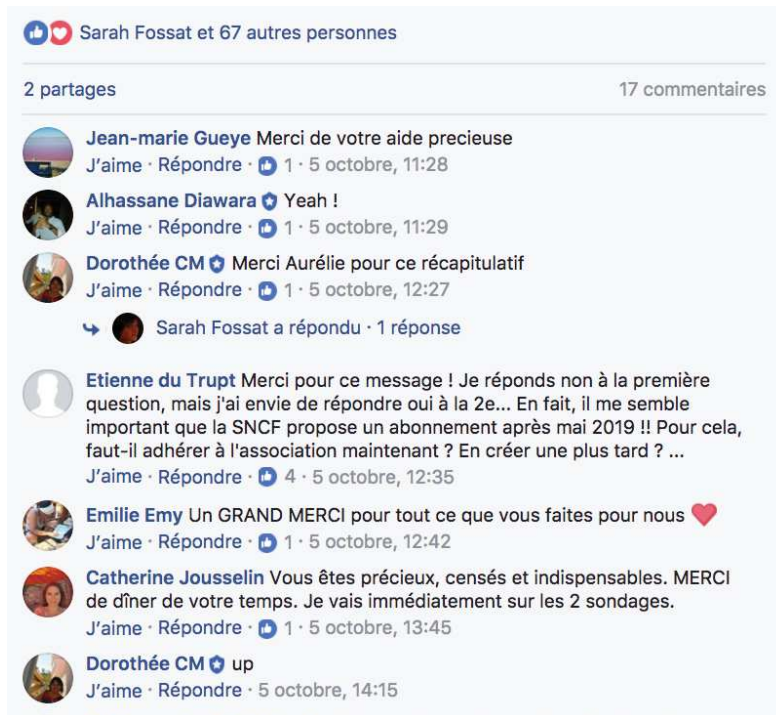 Sarah Fossat et 67 autres personnes
2 partages 17 commentaires
Jean-marie Gueye Merci de votre aide precieuse
J'aime · Répondre · 1 · 5 octobre, 11:28
Alhassane Diawara Yeah !
J'aime · Répondre · 1 · 5 octobre, 11:29
Dorothée CM Merci Aurélie pour ce récapitulatif
J'aime · Répondre · 1 · 5 octobre, 12:27
Sarah Fossat a répondu · 1 réponse
Etienne du Trupt Merci pour ce message ! Je réponds non à la première
question, mais j'ai envie de répondre oui à la 2e... En fait, il me semble
important que la SNCF propose un abonnement après mai 2019 !! Pour cela,
faut-il adhérer à l'association maintenant ? En créer une plus tard ? ...
J'aime · Répondre · 4 · 5 octobre, 12:35
Emilie Emy Un GRAND MERCI pour tout ce que vous faites pour nous ❤
J'aime · Répondre · 1 · 5 octobre, 12:42
Catherine Jousselin Vous êtes précieux, censés et indispensables. MERCI
de dîner de votre temps. Je vais immédiatement sur les 2 sondages.
J'aime · Répondre · 1 · 5 octobre, 13:45
Dorothée CM up
J'aime · Répondre · 5 octobre, 14:15